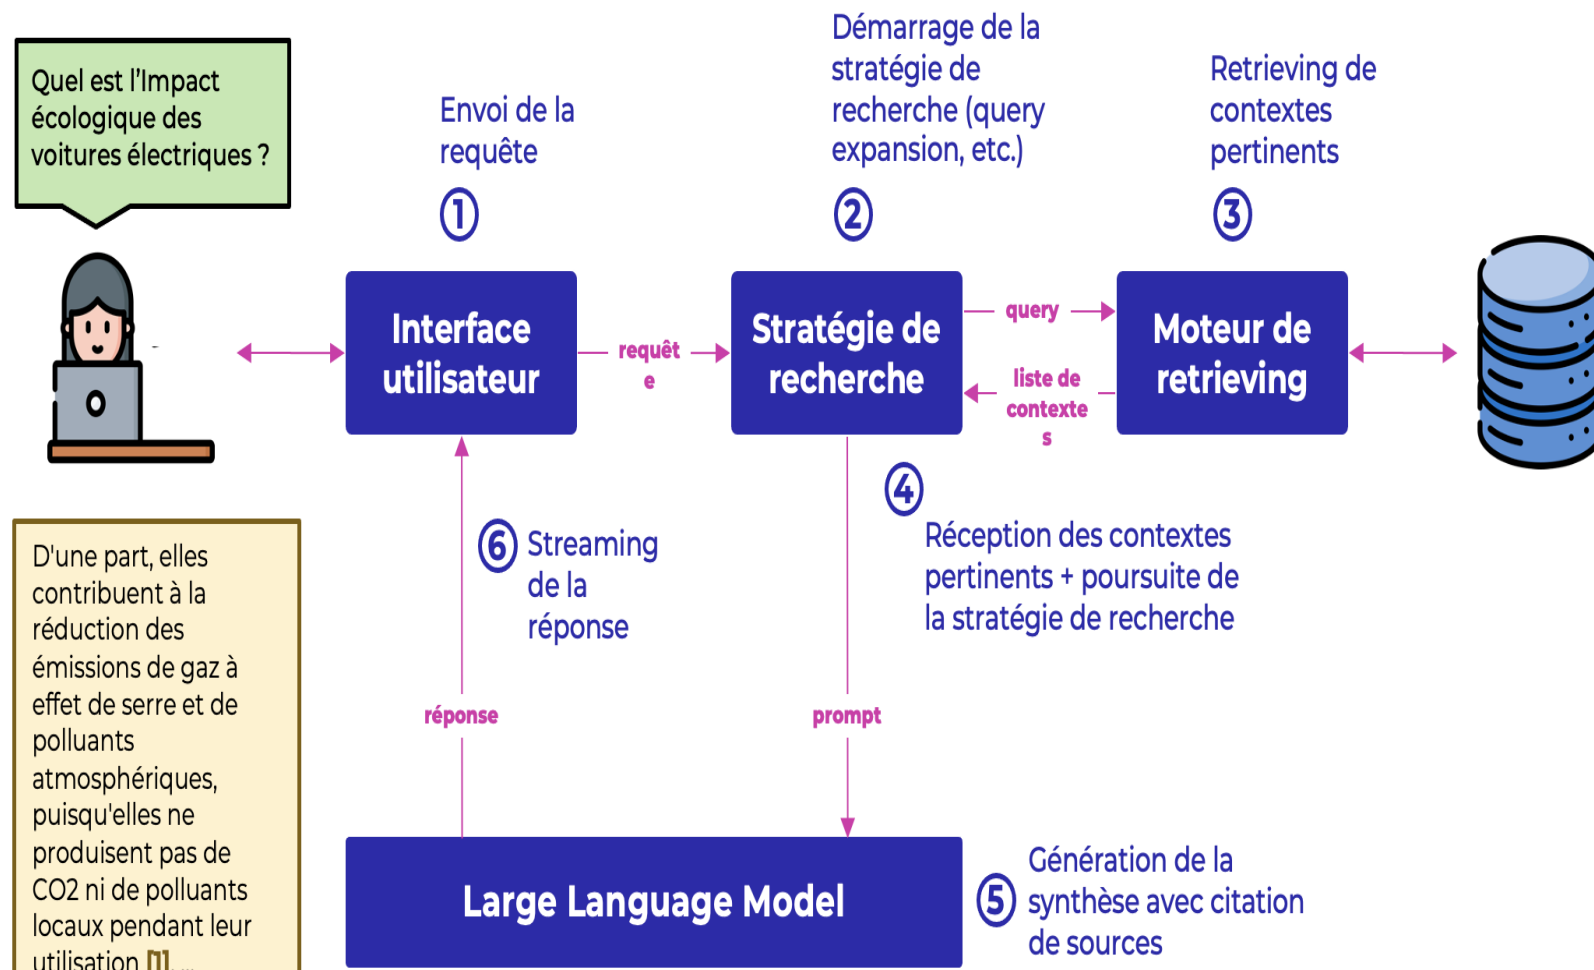 Quel est l'Impact
écologique des
voitures électriques ?
Envoi de la
requête
1
Démarrage de la
stratégie de
recherche (query
expansion, etc.)
2
Retrieving de
contextes
pertinents
3
Interface
utilisateur
requêt
e
Stratégie de
recherche
query
liste de
contexte
s
Moteur de
retrieving
4
Réception des contextes
pertinents + poursuite de
la stratégie de recherche
6
Streaming
de la
réponse
réponse
prompt
Large Language Model
5
Génération de la
synthèse avec citation
de sources
D'une part, elles
contribuent à la
réduction des
émissions de gaz à
effet de serre et de
polluants
atmosphériques,
puisqu'elles ne
produisent pas de
CO2 ni de polluants
locaux pendant leur
utilisation [1]. ...